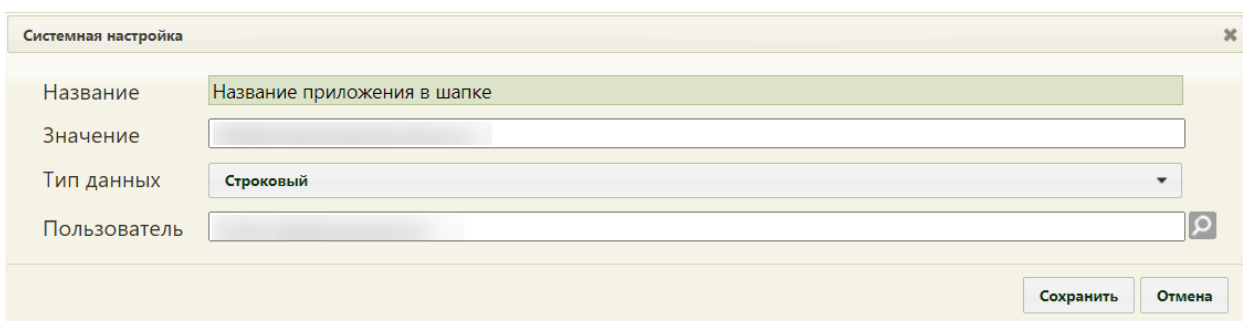 Системная настройка
Название Название приложения в шапке
Значение
Тип данных Строковый
Пользователь
Сохранить Отмена